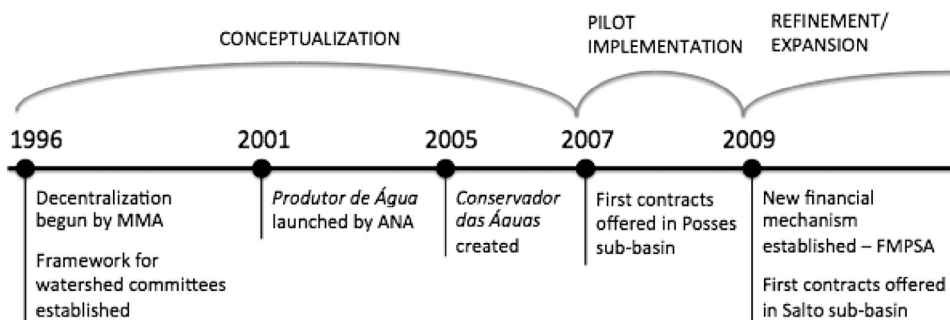 CONCEPTUALIZATION
PILOT
IMPLEMENTATION
REFINEMENT/
EXPANSION
1996
2001
2005
2007
2009
Decentralization
begun by MMA
Framework for
watershed committees
established
Produtor de Água
launched by ANA
Conservador
das Áauas
created
First contracts
offered in Posses
sub-basin
New financial
mechanism
established – FMPSA
First contracts offered
in Salto sub-basin